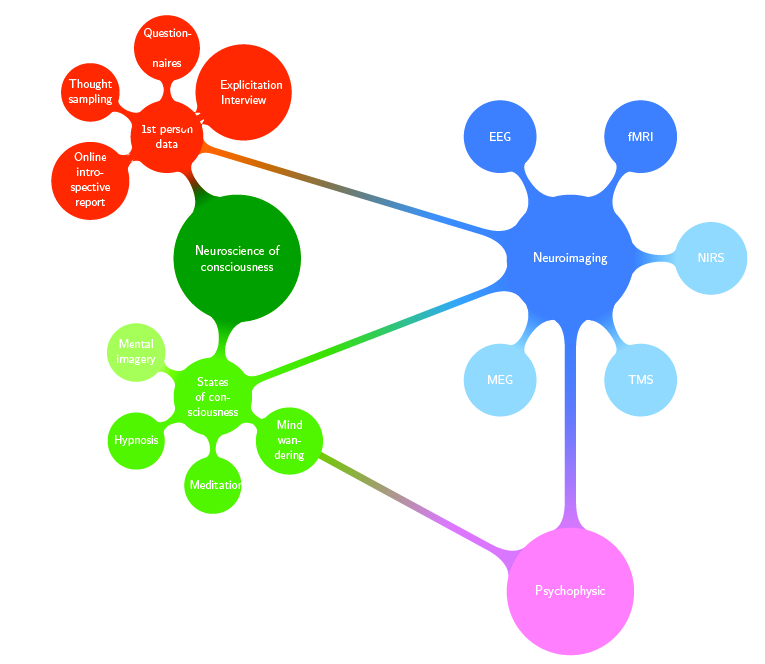 Question-
naires
Thought
sampling
Explicitation
Interview
1st person
data
Online
intro-
spective
report
Neuroscience of
consciousness
Mental
imagery
States
of con-
sciousness
Hypnosis
Mind
wan-
dering
Meditation
EEG
fMRI
Neuroimaging
NIRS
MEG
TMS
Psychophysic